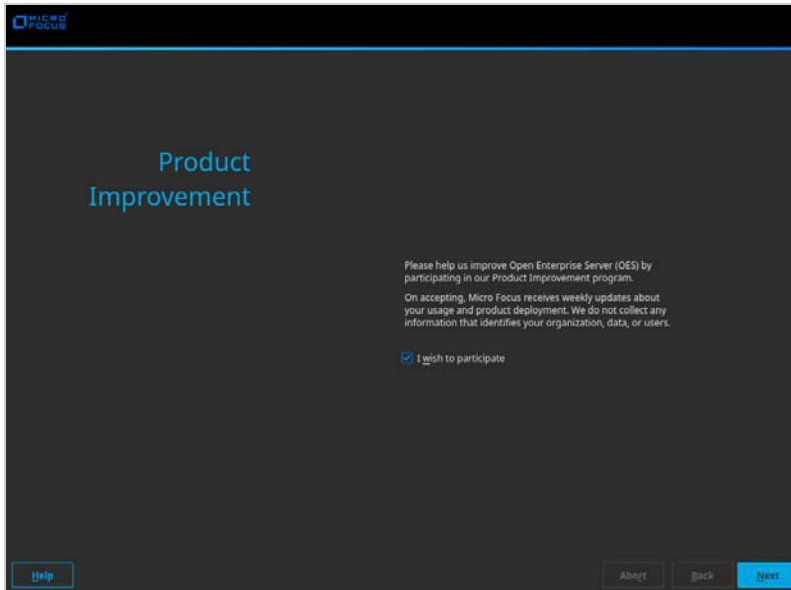 MICRO
FOCUS
Product
Improvement
Please help us improve Open Enterprise Server (OES) by
participating in our Product Improvement program.
On accepting, Micro Focus receives weekly updates about
your usage and product deployment. We do not collect any
information that identifies your organization, data, or users.
I wish to participate
Help
Abort
Back
Next